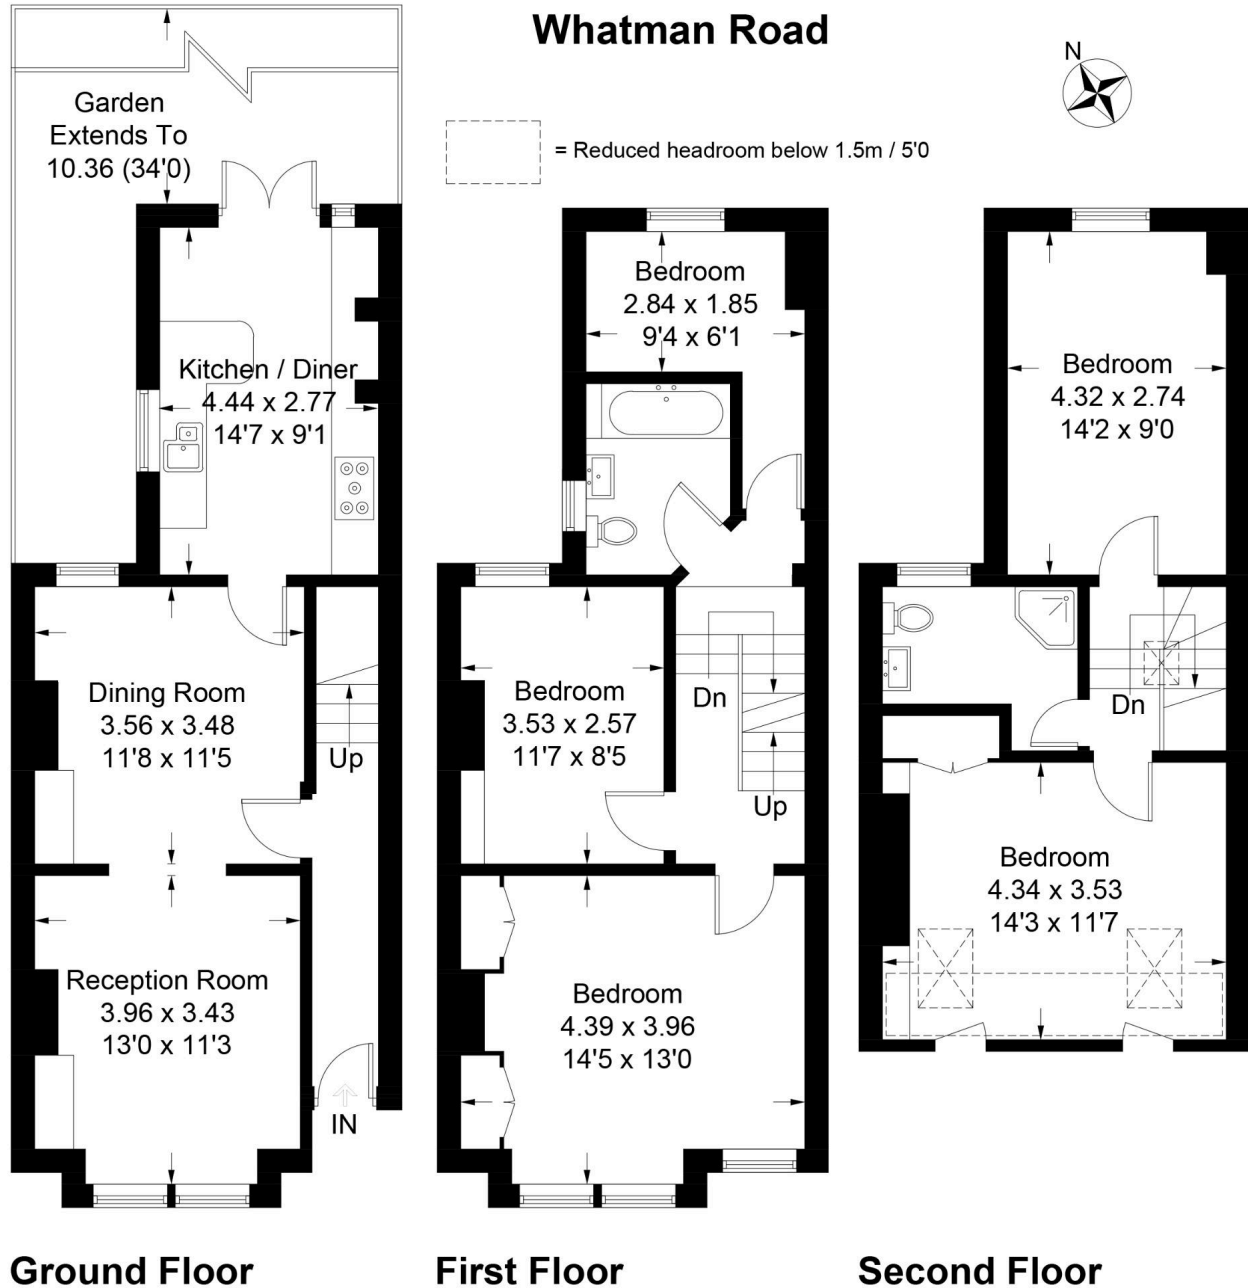 Whatman Road
N
= Reduced headroom below 1.5m / 5'0
Garden
Extends To
10.36 (34'0)
Kitchen / Diner
4.44 x 2.77
14'7 x 9'1
Dining Room
3.56 x 3.48
11'8 x 11'5
Up
Reception Room
3.96 x 3.43
13'0 x 11'3
IN
Ground Floor
Bedroom
2.84 x 1.85
9'4 x 6'1
Bedroom
3.53 x 2.57
11'7 x 8'5
Dn
Up
Bedroom
4.39 x 3.96
14'5 x 13'0
First Floor
Bedroom
4.32 x 2.74
14'2 x 9'0
Dn
Bedroom
4.34 x 3.53
14'3 x 11'7
Second Floor